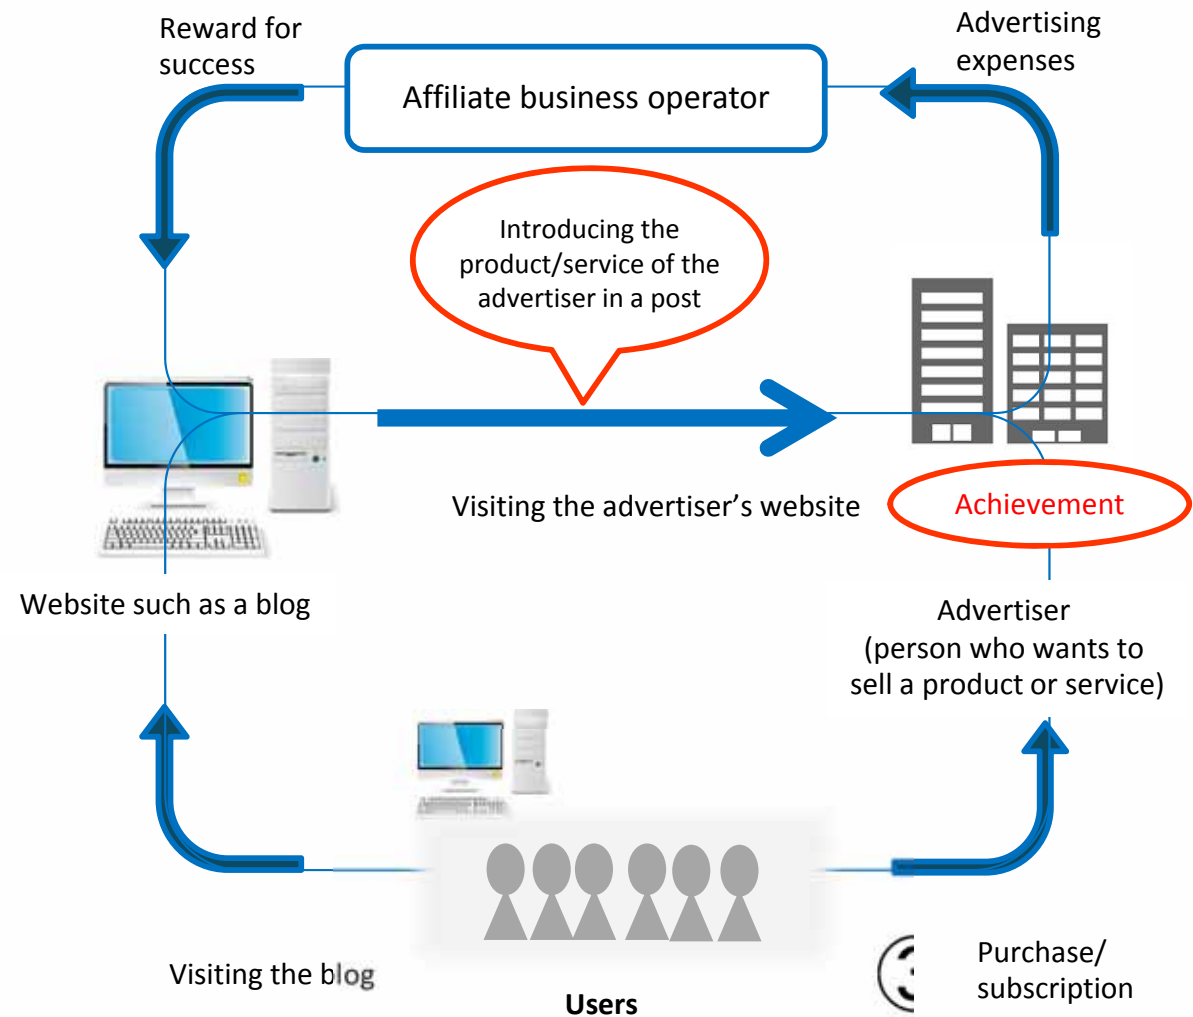 Reward for
success
Advertising
expenses
Affiliate business operator
Introducing the
product/service of the
advertiser in a post
Visiting the advertiser’s website
Achievement
Website such as a blog
Advertiser
(person who wants to
sell a product or service)
Visiting the blog
Users
Purchase/
subscription